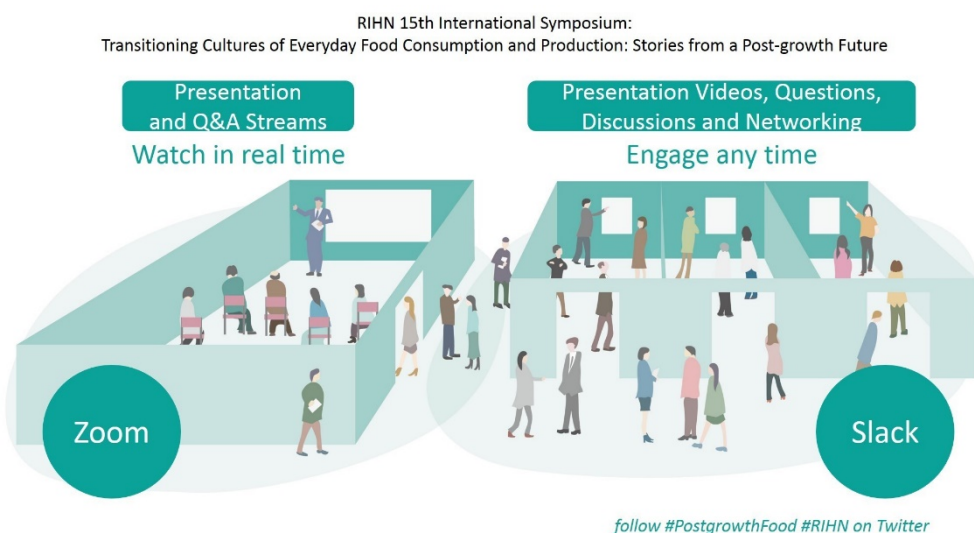 RIHN 15th International Symposium:
Transitioning Cultures of Everyday Food Consumption and Production: Stories from a Post-growth Future
Presentation
and Q&A Streams
Watch in real time
Presentation Videos, Questions,
Discussions and Networking
Engage any time
Zoom
Slack
follow #PostgrowthFood #RIHN on Twitter